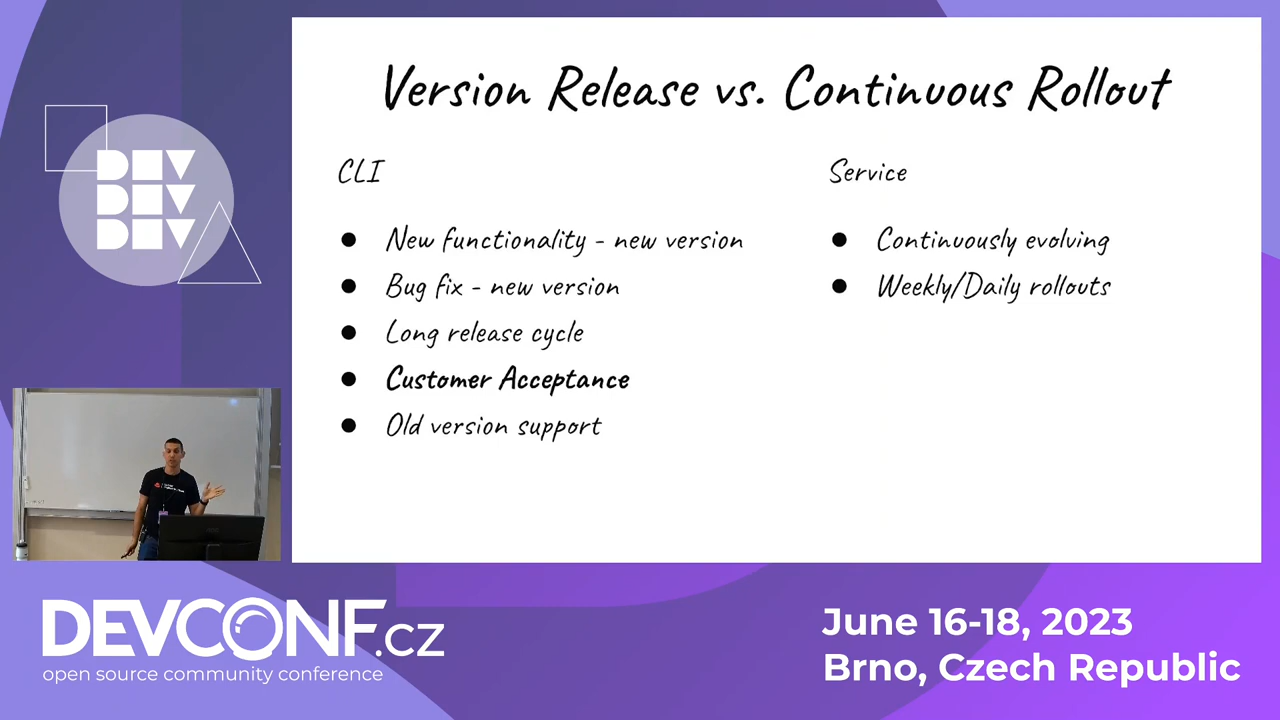 Version Release vs. Continuous Rollout
CLI
● New functionality - new version
● Bug fix - new version
● Long release cycle
● Customer Acceptance
● Old version support
Service
● Continuously evolving
● Weekly/Daily rollouts
DEV
DEV
DEV
DEVCONF.cz
open source community conference
June 16-18, 2023
Brno, Czech Republic